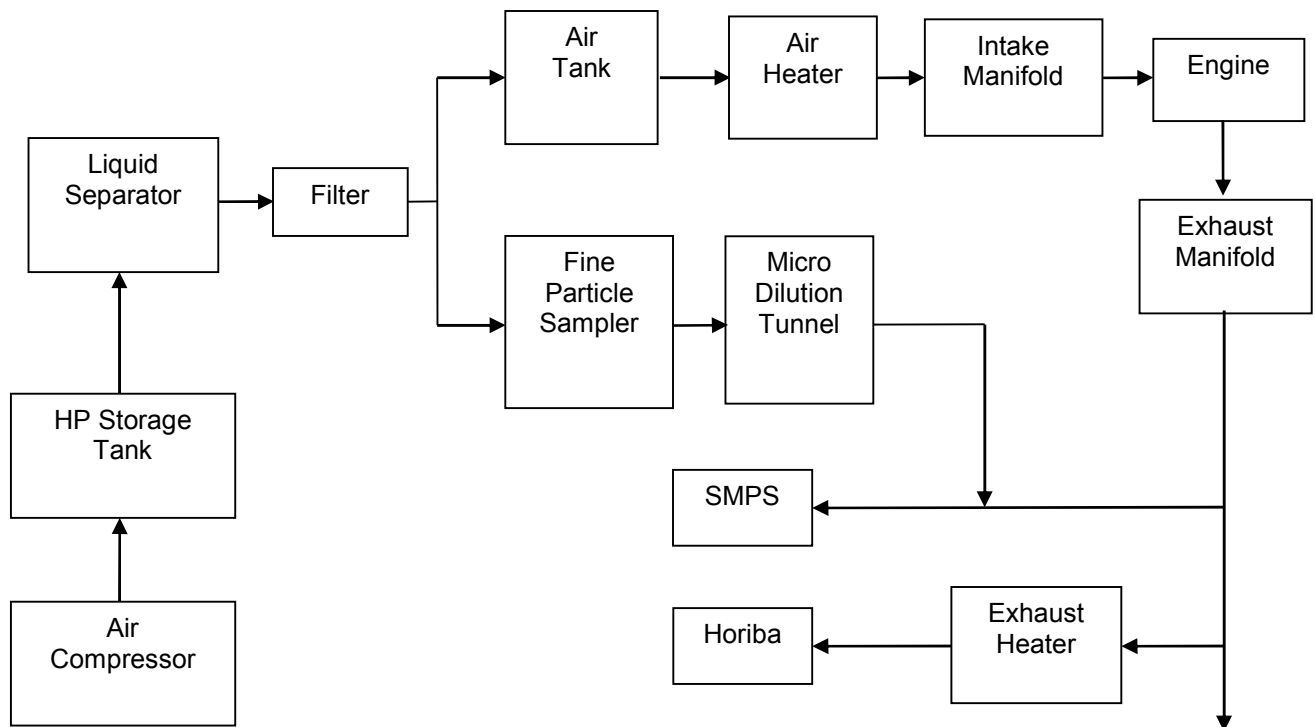 Air
Tank
Air
Heater
Intake
Manifold
Engine
Liquid
Separator
Filter
Exhaust
Manifold
Fine
Particle
Sampler
Micro
Dilution
Tunnel
HP Storage
Tank
SMPS
Air
Compressor
Horiba
Exhaust
Heater